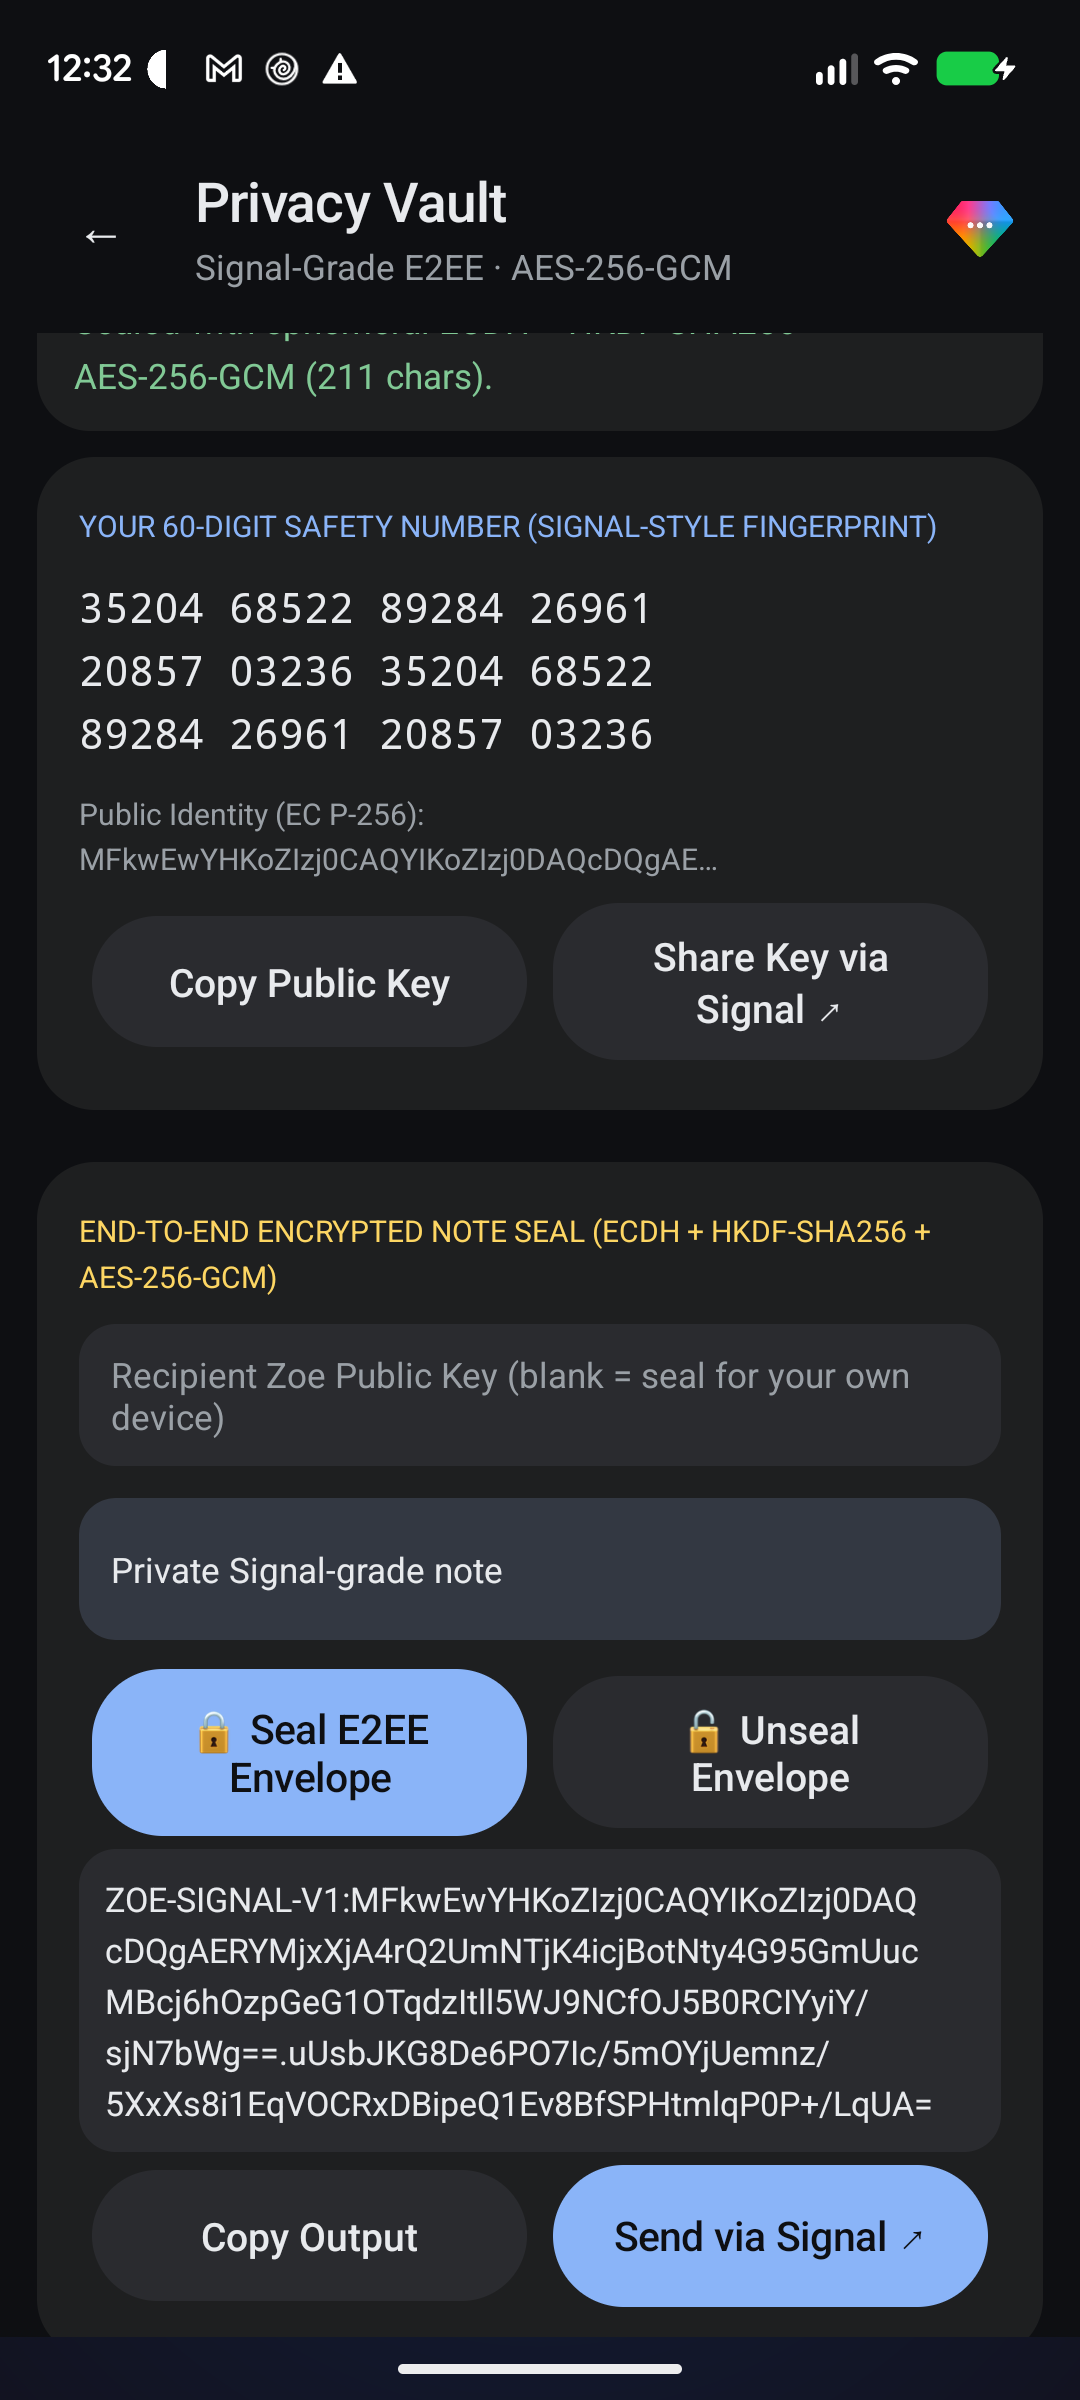 12:32
Privacy Vault
Signal-Grade E2EE · AES-256-GCM
AES-256-GCM (211 chars).
YOUR 60-DIGIT SAFETY NUMBER (SIGNAL-STYLE FINGERPRINT)
35204 68522 89284 26961
20857 03236 35204 68522
89284 26961 20857 03236
Public Identity (EC P-256):
MFkwEwYHKoZIzj0CAQYIKoZIzj0DAQcDQgAE…
Copy Public Key
Share Key via
Signal ↗
END-TO-END ENCRYPTED NOTE SEAL (ECDH + HKDF-SHA256 +
AES-256-GCM)
Recipient Zoe Public Key (blank = seal for your own
device)
Private Signal-grade note
🔒 Seal E2EE
Envelope
🔓 Unseal
Envelope
ZOE-SIGNAL-V1:MFkwEwYHKoZIzj0CAQYIKoZIzj0DAQ
cDQgAERYMjxXjA4rQ2UmNTjK4icjBotNty4G95GmUuc
MBcj6hOzpGeG1OTqdzItll5WJ9NCfOJ5B0RCIYyiY/
sjN7bWg==.uUsbJKG8De6PO7Ic/5mOYjUemnz/
5XxXs8i1EqVOCRxDBipeQ1Ev8BfSPHtmlqP0P+/LqUA=
Copy Output
Send via Signal ↗